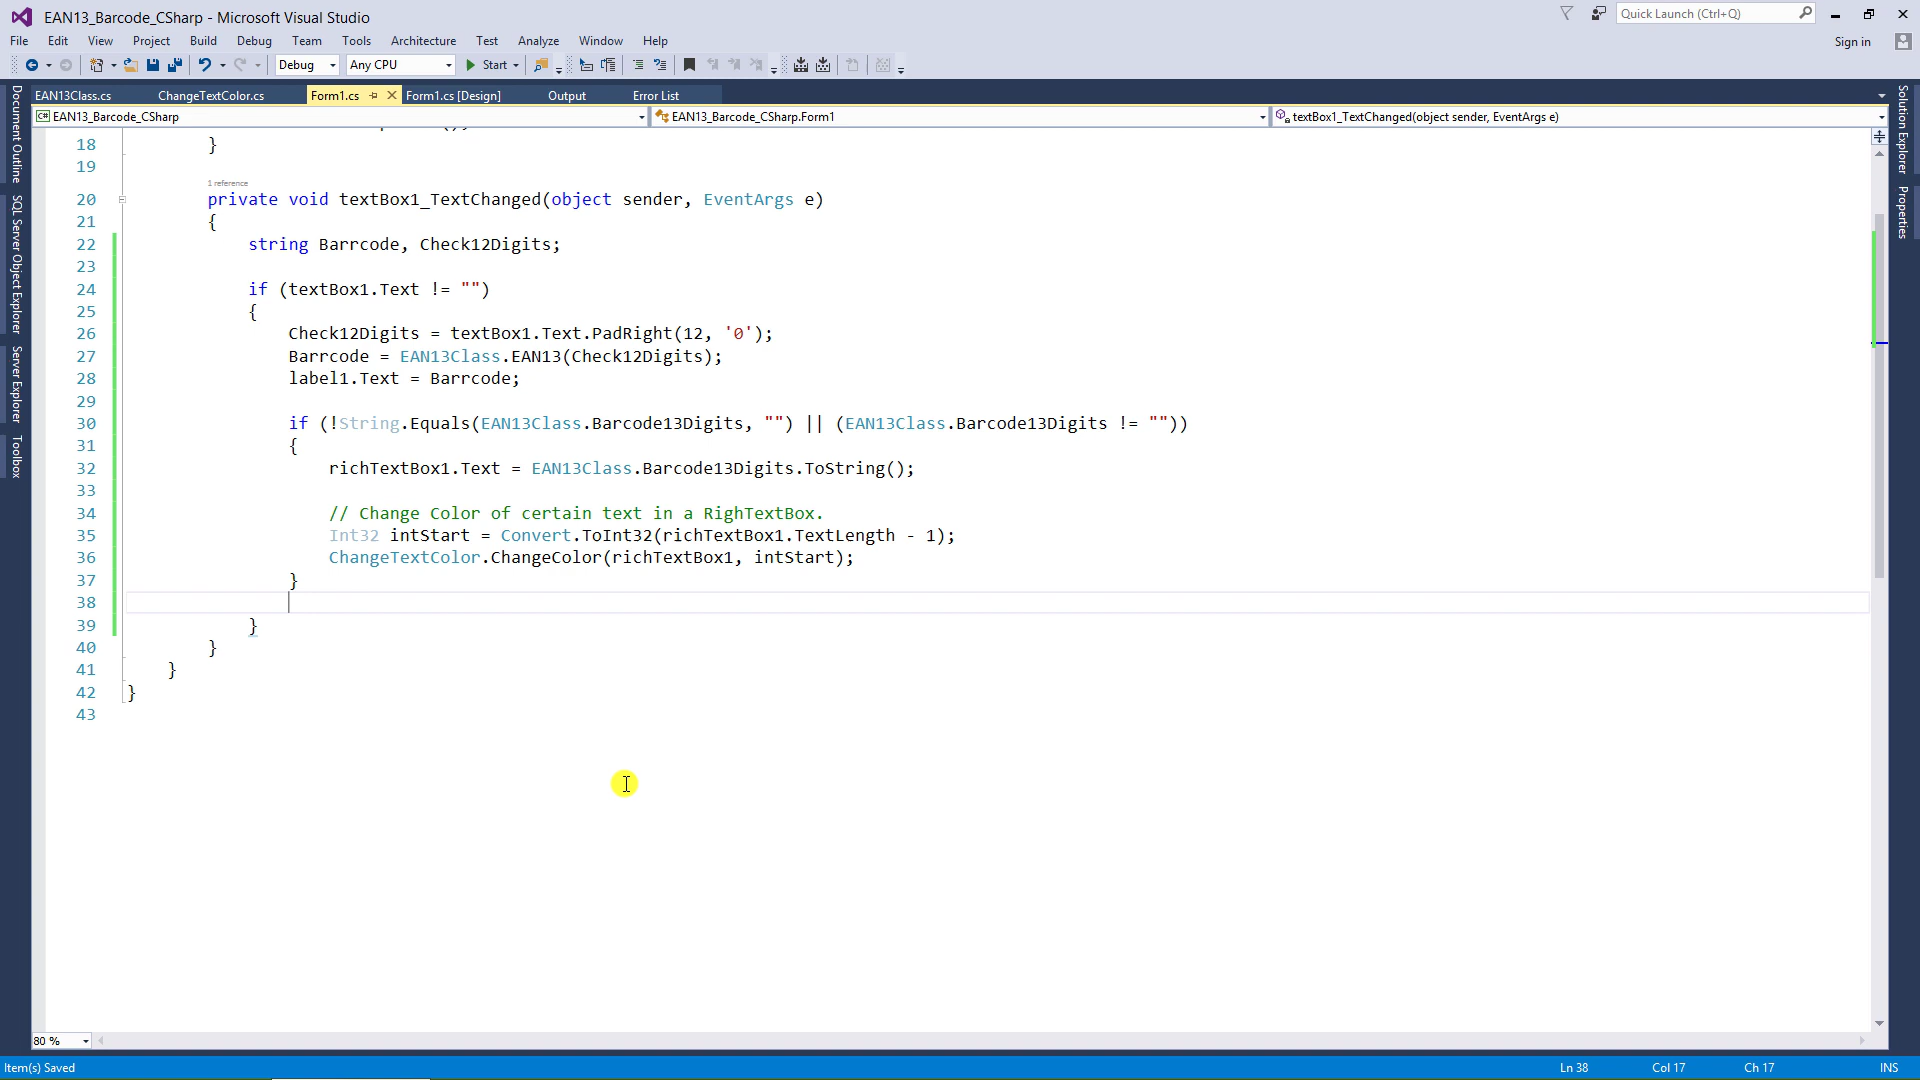 EAN13_Barcode_CSharp - Microsoft Visual Studio
Quick Launch (Ctrl+Q)
File Edit View Project Build Debug Team Tools Architecture Test Analyze Window Help
Sign in
Debug Any CPU Start
EAN13Class.cs ChangeTextColor.cs Form1.cs Form1.cs [Design] Output Error List
C# EAN13_Barcode_CSharp EAN13_Barcode_CSharp.Form1 textBox1_TextChanged(object sender, EventArgs e)
Document Outline
SQL Server Object Explorer
Server Explorer
Toolbox
Solution Explorer
Properties
18 }
19
1 reference
20 private void textBox1_TextChanged(object sender, EventArgs e)
21 {
22 string Barrcode, Check12Digits;
23
24 if (textBox1.Text != "")
25 {
26 Check12Digits = textBox1.Text.PadRight(12, '0');
27 Barrcode = EAN13Class.EAN13(Check12Digits);
28 label1.Text = Barrcode;
29
30 if (!String.Equals(EAN13Class.Barcode13Digits, "") || (EAN13Class.Barcode13Digits != ""))
31 {
32 richTextBox1.Text = EAN13Class.Barcode13Digits.ToString();
33
34 // Change Color of certain text in a RighTextBox.
35 Int32 intStart = Convert.ToInt32(richTextBox1.TextLength - 1);
36 ChangeTextColor.ChangeColor(richTextBox1, intStart);
37 }
38
39 }
40 }
41 }
42 }
43
80 %
Item(s) Saved Ln 38 Col 17 Ch 17 INS